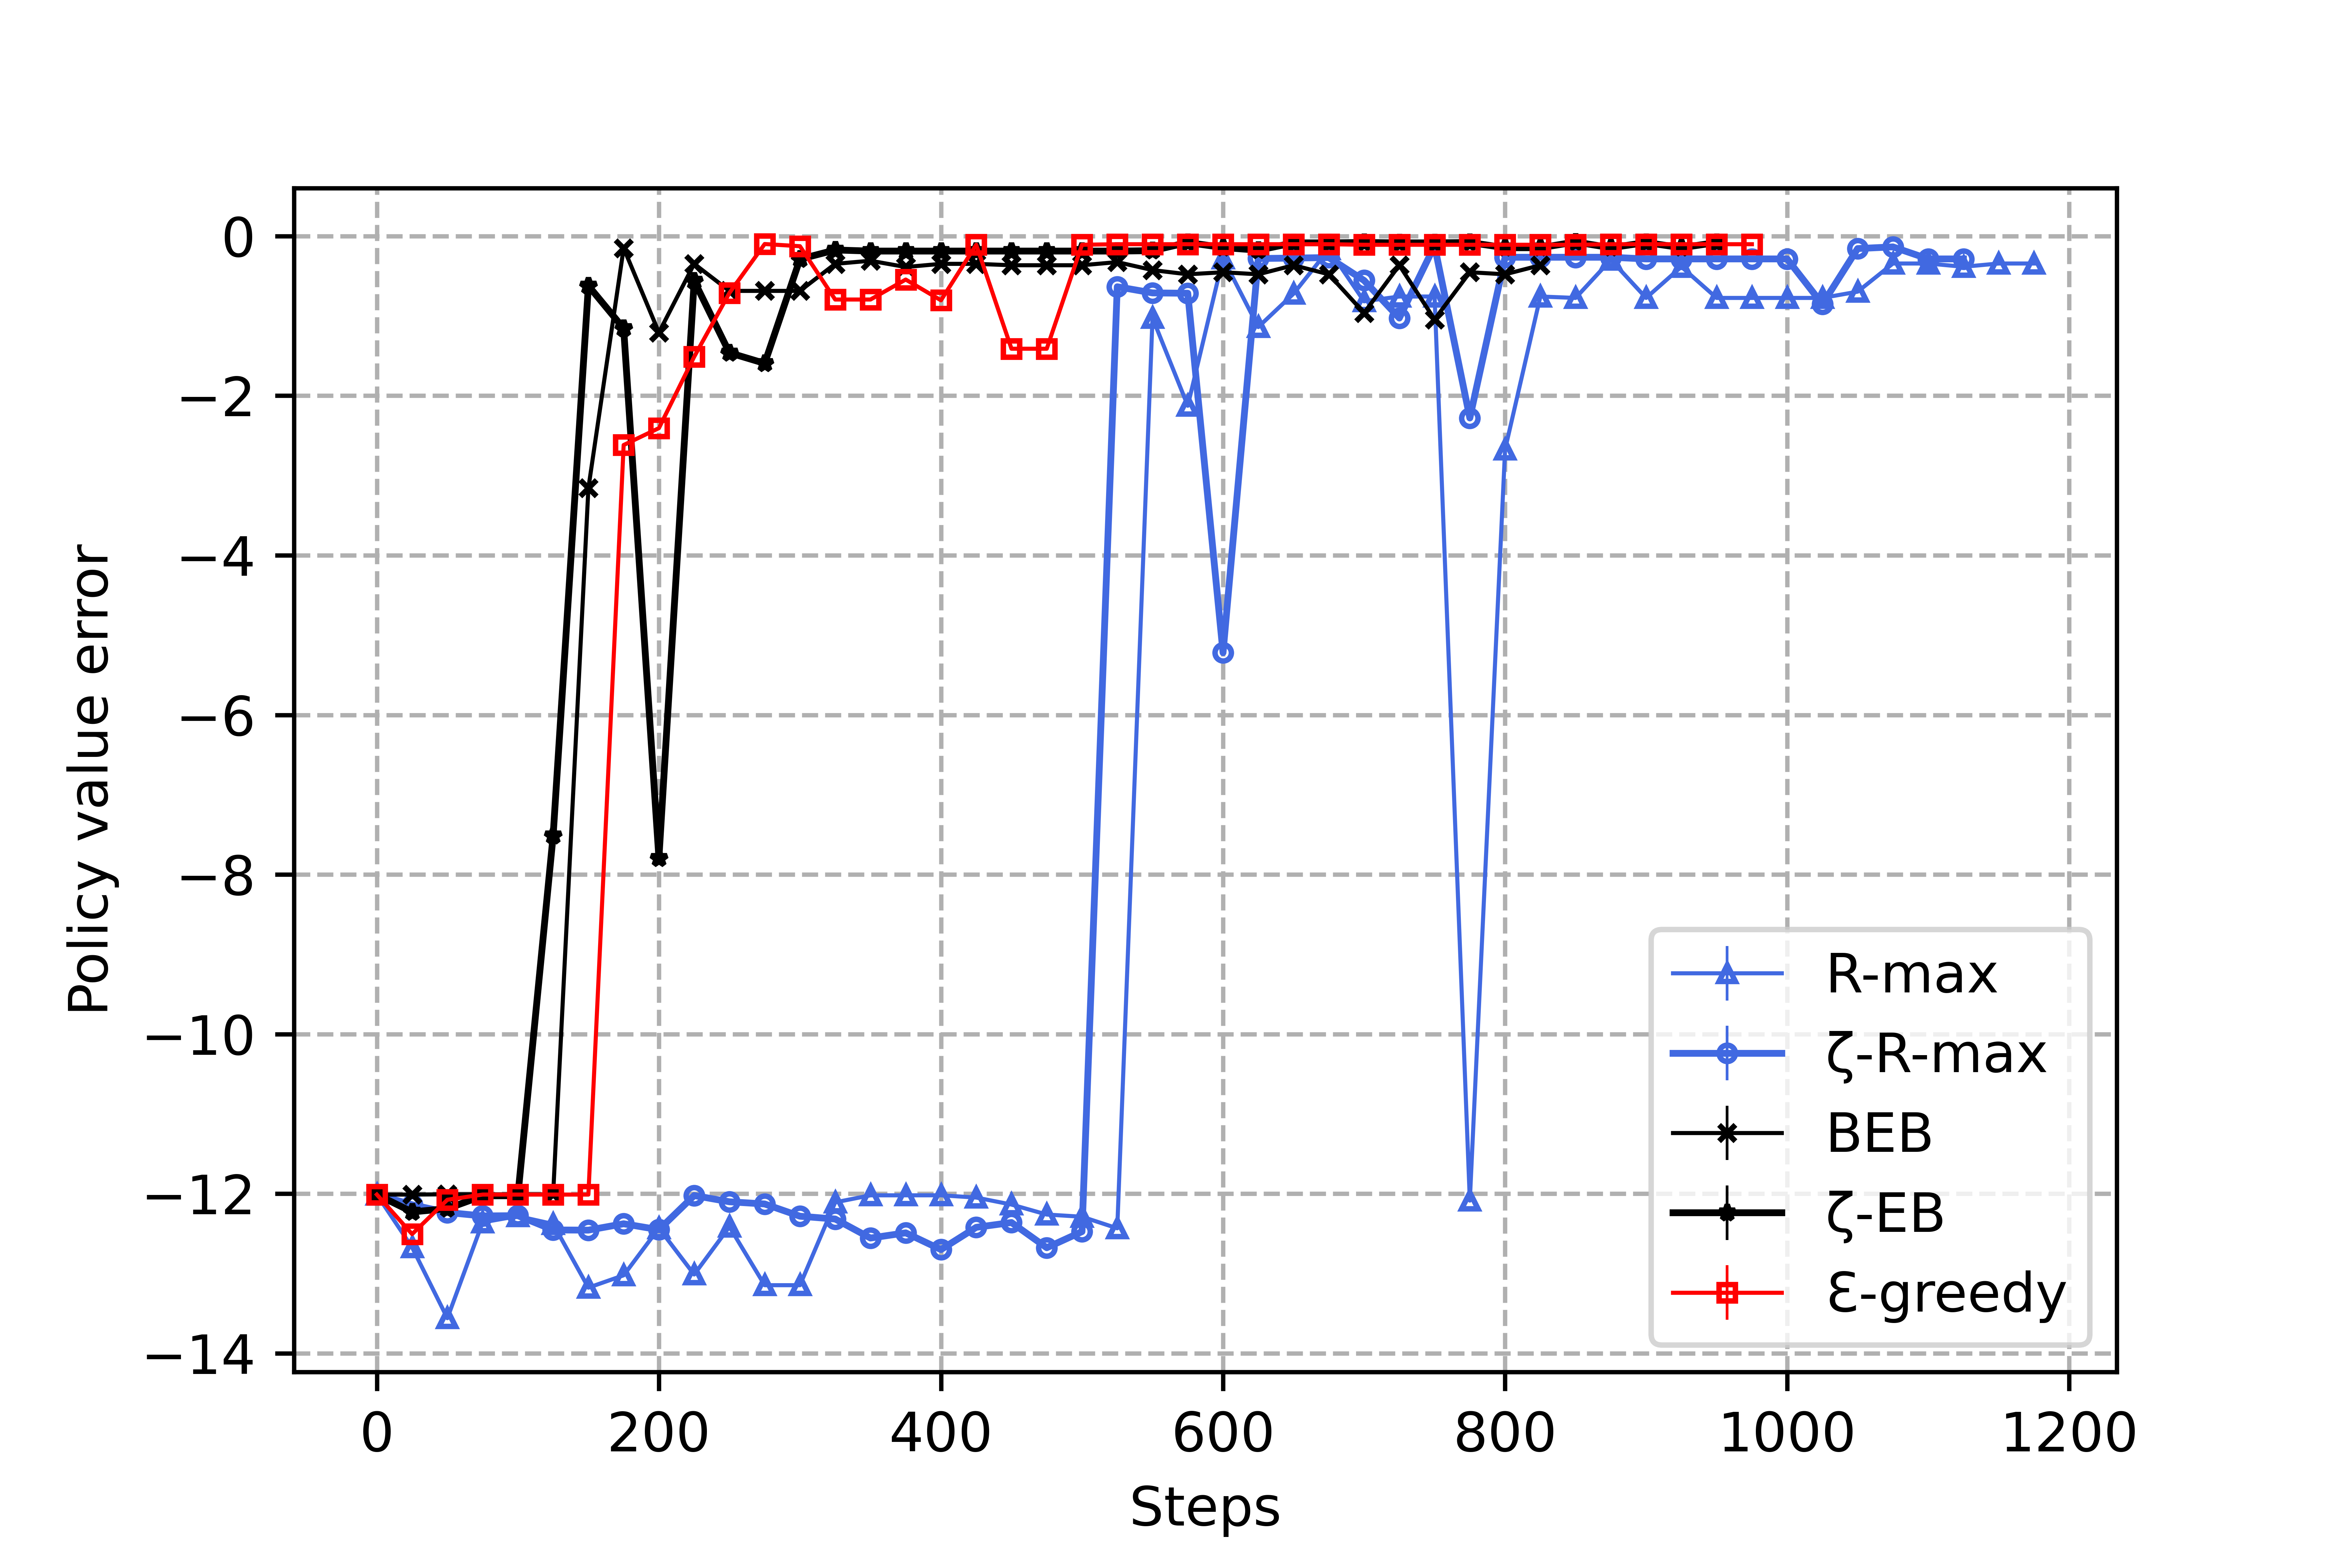 0
−2
−4
−6
−8
−10
−12
−14
Policy value error
0 200 400 600 800 1000 1200
Steps
R-max
ζ-R-max
BEB
ζ-EB
Ɛ-greedy